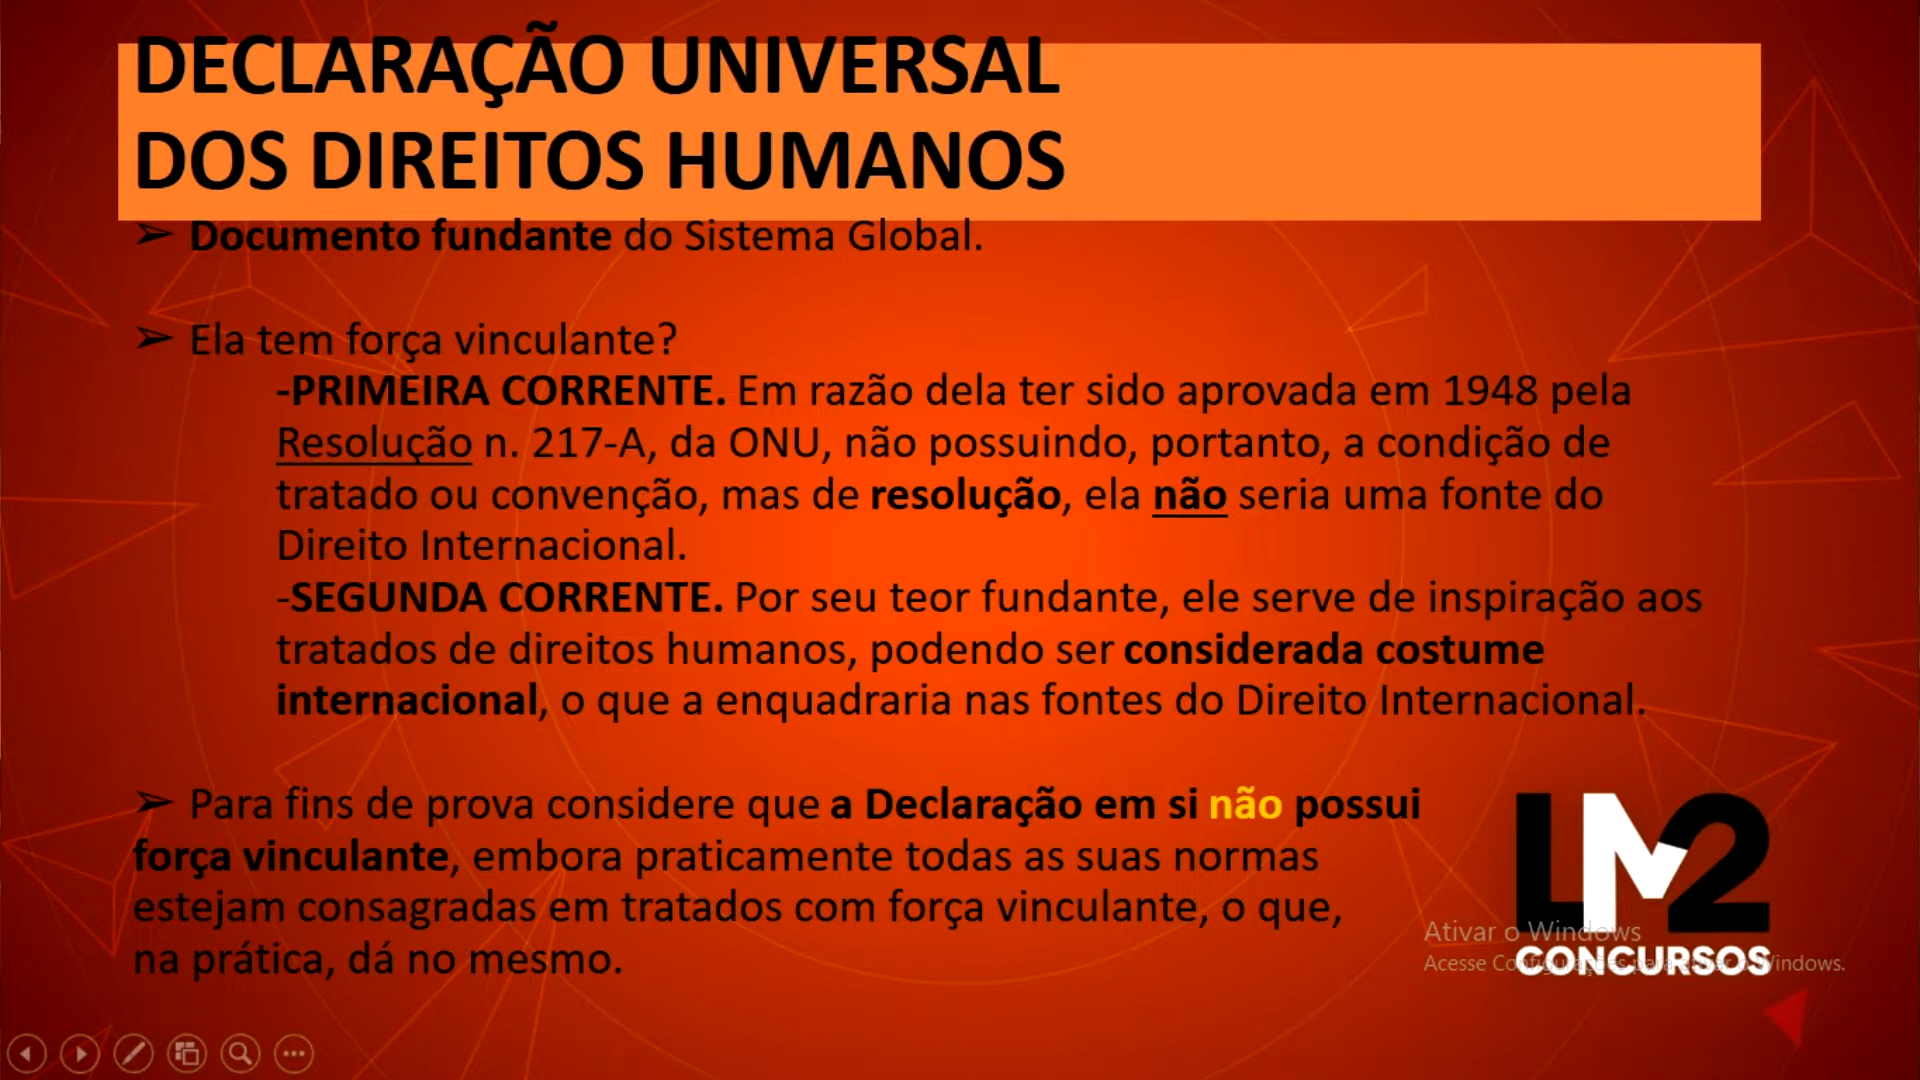 DECLARAÇÃO UNIVERSAL
DOS DIREITOS HUMANOS
➢ Documento fundante do Sistema Global.
➢ Ela tem força vinculante?
-PRIMEIRA CORRENTE. Em razão dela ter sido aprovada em 1948 pela
Resolução n. 217-A, da ONU, não possuindo, portanto, a condição de
tratado ou convenção, mas de resolução, ela não seria uma fonte do
Direito Internacional.
-SEGUNDA CORRENTE. Por seu teor fundante, ele serve de inspiração aos
tratados de direitos humanos, podendo ser considerada costume
internacional, o que a enquadraria nas fontes do Direito Internacional.
➢ Para fins de prova considere que a Declaração em si não possui
força vinculante, embora praticamente todas as suas normas
estejam consagradas em tratados com força vinculante, o que,
na prática, dá no mesmo.
LM2
CONCURSOS
Ativar o Windows
Acesse Windows.